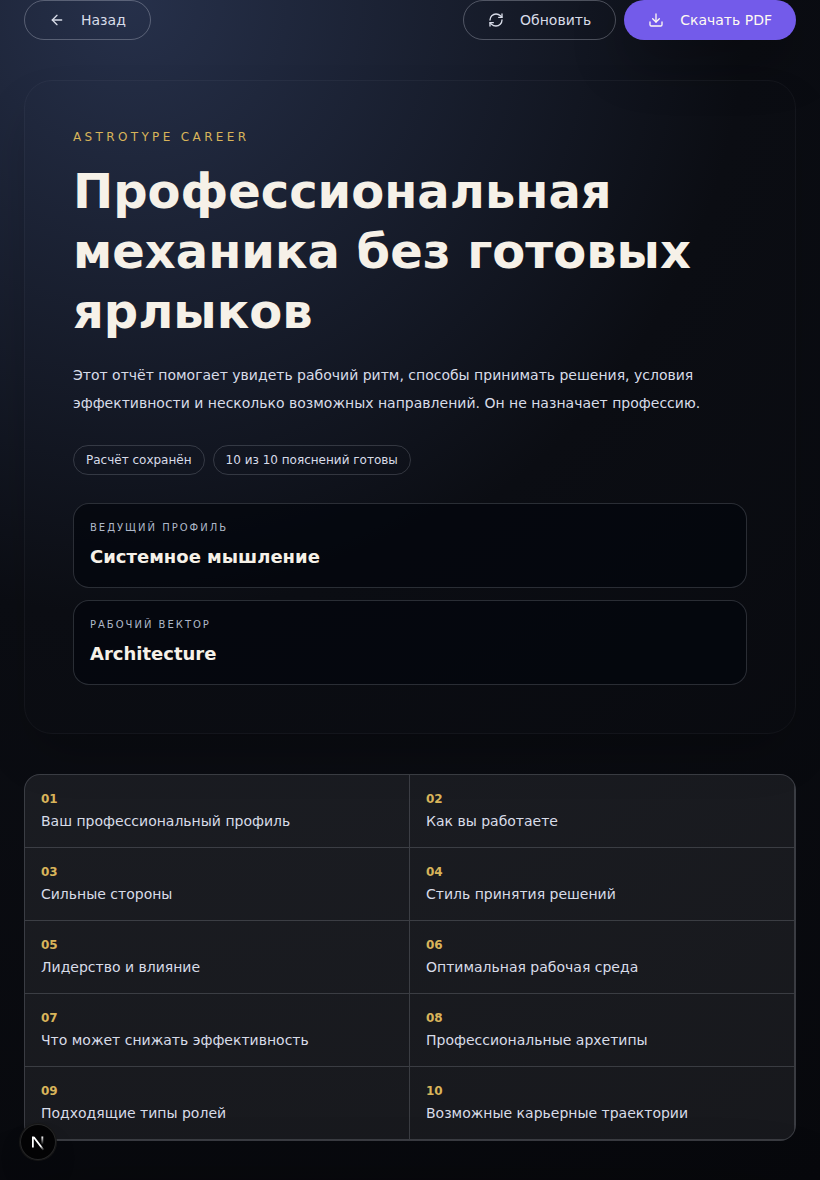 Назад
Обновить
Скачать PDF
ASTROTYPE CAREER
Профессиональная
механика без готовых
ярлыков
Этот отчёт помогает увидеть рабочий ритм, способы принимать решения, условия
эффективности и несколько возможных направлений. Он не назначает профессию.
Расчёт сохранён
10 из 10 пояснений готовы
ВЕДУЩИЙ ПРОФИЛЬ
Системное мышление
РАБОЧИЙ ВЕКТОР
Architecture
01
Ваш профессиональный профиль
02
Как вы работаете
03
Сильные стороны
04
Стиль принятия решений
05
Лидерство и влияние
06
Оптимальная рабочая среда
07
Что может снижать эффективность
08
Профессиональные архетипы
09
Подходящие типы ролей
10
Возможные карьерные траектории
N